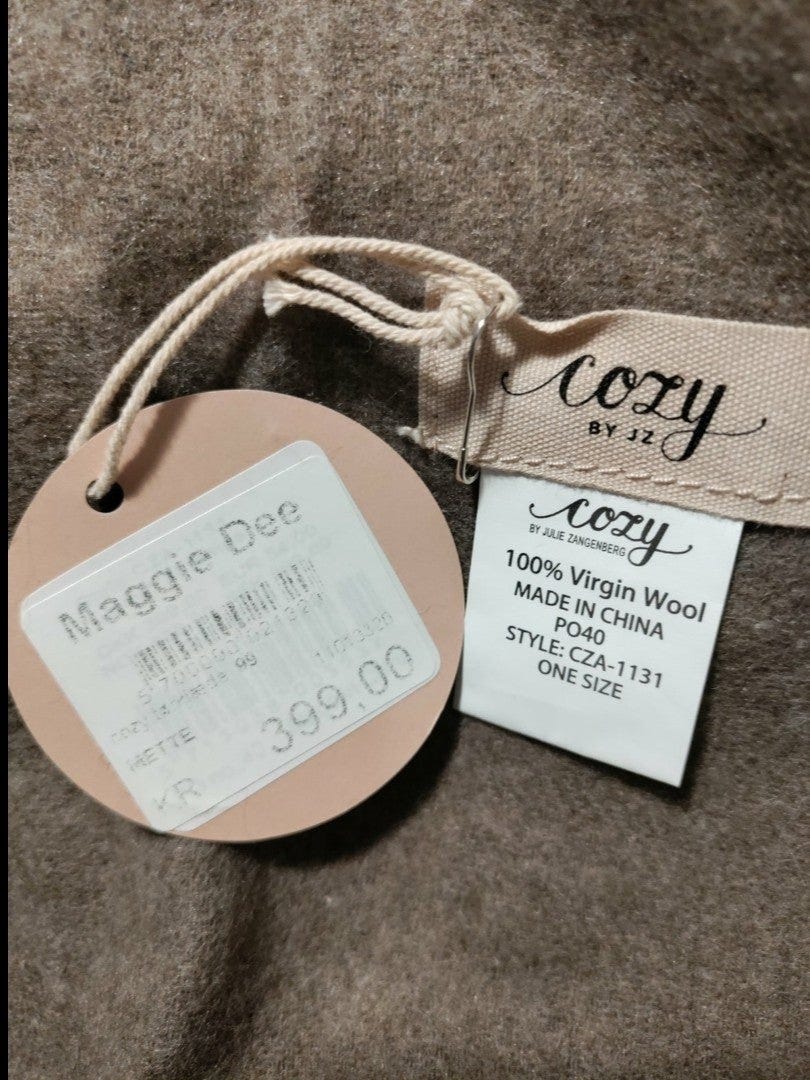 Maggie Dee
HETTE
KR 399,00
cozy
BY JZ
cozy
BY JULIE ZANGENBERG
100% Virgin Wool
MADE IN CHINA
PO40
STYLE: CZA-1131
ONE SIZE